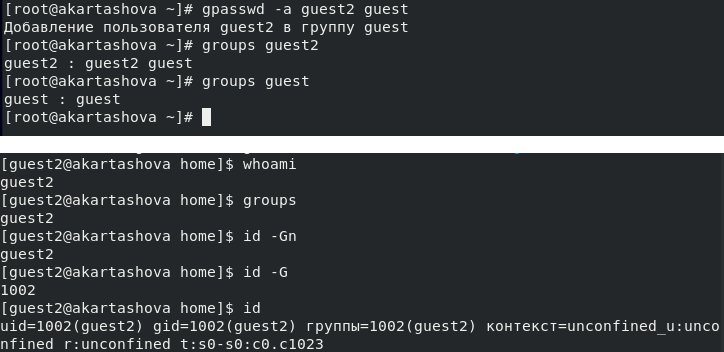 [root@akartashova ~]# gpasswd -a guest2 guest
Добавление пользователя guest2 в группу guest
[root@akartashova ~]# groups guest2
guest2 : guest2 guest
[root@akartashova ~]# groups guest
guest : guest
[root@akartashova ~]#
[guest2@akartashova home]$ whoami
guest2
[guest2@akartashova home]$ groups
guest2
[guest2@akartashova home]$ id -Gn
guest2
[guest2@akartashova home]$ id -G
1002
[guest2@akartashova home]$ id
uid=1002(guest2) gid=1002(guest2) группы=1002(guest2) контекст=unconfined_u:unco
nfined r:unconfined t:s0-s0:c0.c1023